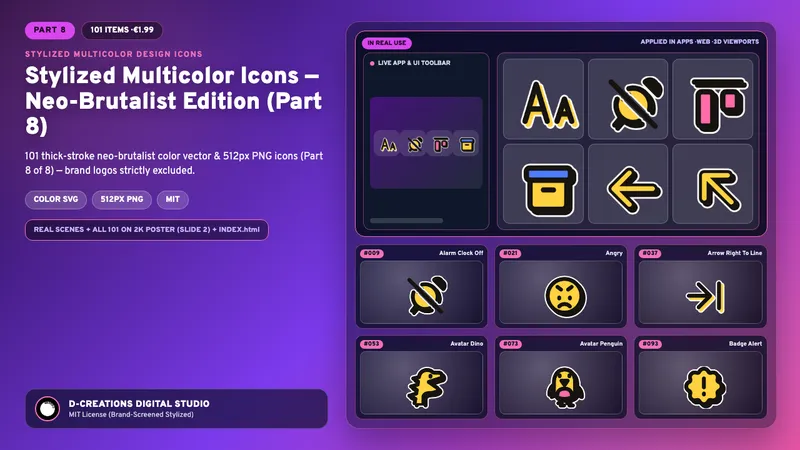 PART 8
101 ITEMS · €1.99
STYLIZED MULTICOLOR DESIGN ICONS
Stylized Multicolor Icons —
Neo-Brutalist Edition (Part
8)
101 thick-stroke neo-brutalist color vector & 512px PNG icons (Part
8 of 8) — brand logos strictly excluded.
COLOR SVG
512PX PNG
MIT
REAL SCENES + ALL 101 ON 2K POSTER (SLIDE 2) + INDEX.html
D-CREATIONS DIGITAL STUDIO
MIT License (Brand-Screened Stylized)
IN REAL USE
APPLIED IN APPS · WEB · 3D VIEWPORTS
LIVE APP & UI TOOLBAR
AA
AA
#009
Alarm Clock Off
#021
Angry
#037
Arrow Right To Line
#053
Avatar Dino
#073
Avatar Penguin
#093
Badge Alert